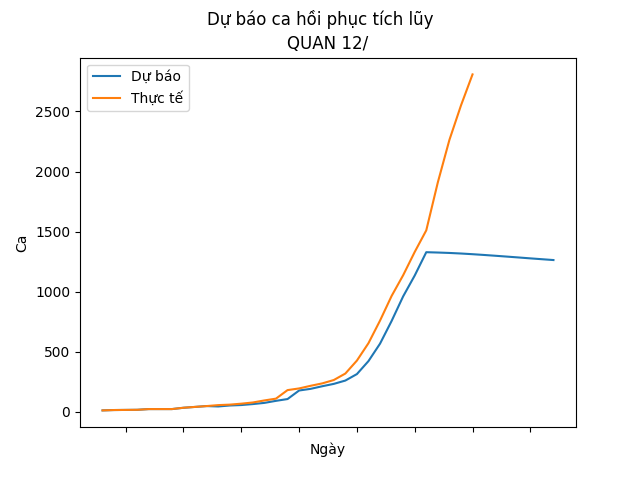 Dự báo ca hồi phục tích lũy
QUAN 12/
Dự báo
Thực tế
2500
2000
1500
1000
500
0
Ca
Ngày